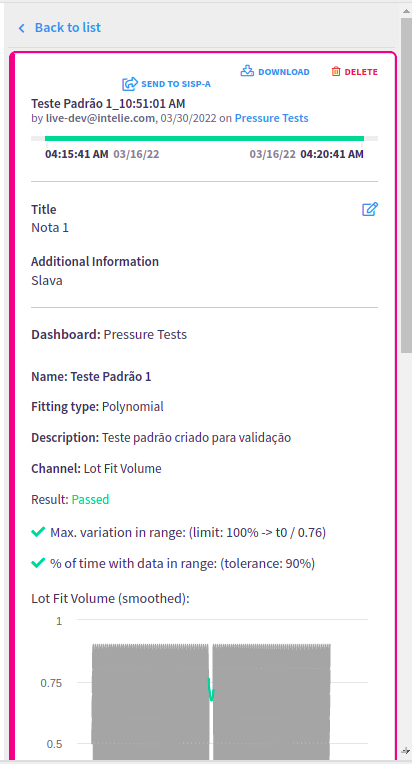 Back to list
DOWNLOAD
DELETE
SEND TO SISP-A
Teste Padrão 1_10:51:01 AM
by live-dev@intelie.com, 03/30/2022 on Pressure Tests
04:15:41 AM 03/16/22 03/16/22 04:20:41 AM
Title
Nota 1
Additional Information
Slava
Dashboard: Pressure Tests
Name: Teste Padrão 1
Fitting type: Polynomial
Description: Teste padrão criado para validação
Channel: Lot Fit Volume
Result: Passed
Max. variation in range: (limit: 100% -> t0 / 0.76)
% of time with data in range: (tolerance: 90%)
Lot Fit Volume (smoothed):
1
0.75
0.5